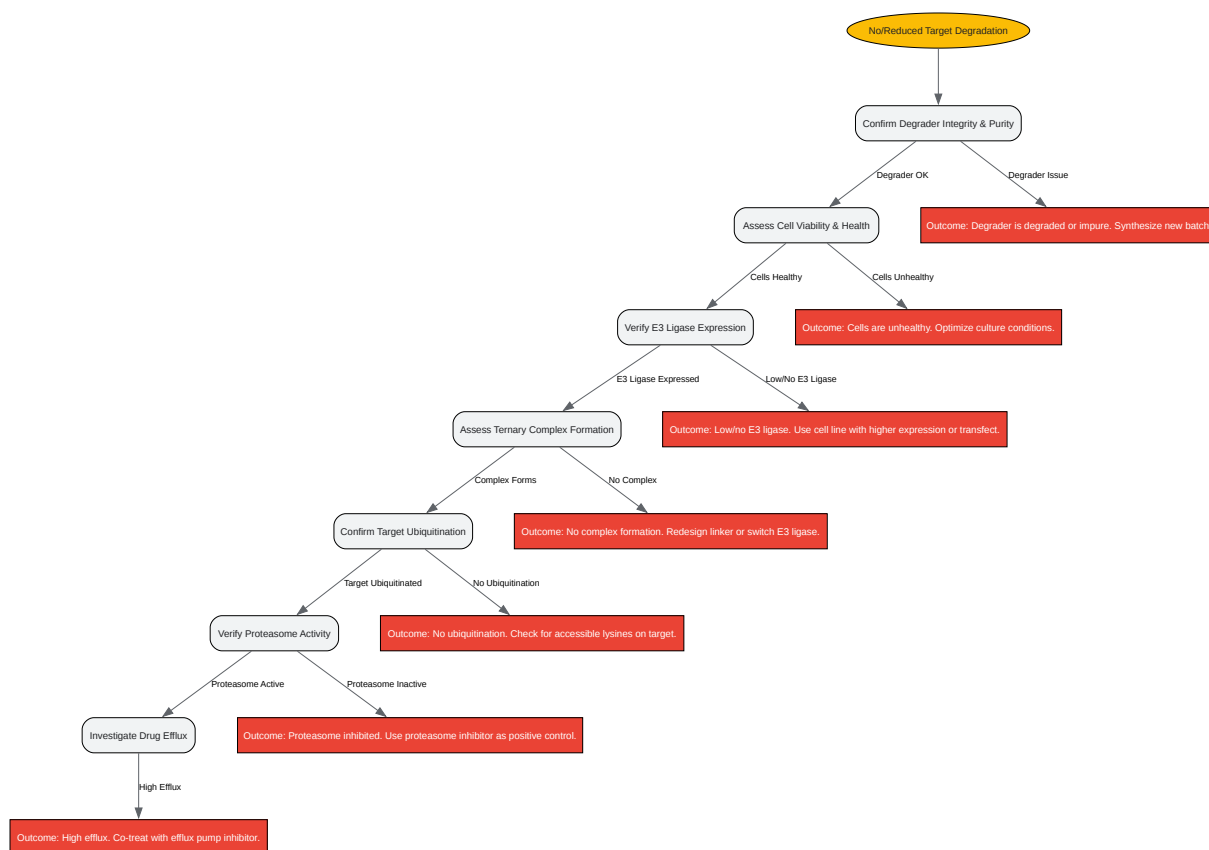 No/Reduced Target Degradation
Confirm Degrader Integrity & Purity
Degrader OK
Degrader Issue
Assess Cell Viability & Health
Outcome: Degrader is degraded or impure. Synthesize new batch
Cells Healthy
Cells Unhealthy
Verify E3 Ligase Expression
Outcome: Cells are unhealthy. Optimize culture conditions.
E3 Ligase Expressed
Low/No E3 Ligase
Assess Ternary Complex Formation
Outcome: Low/no E3 ligase. Use cell line with higher expression or transfect.
Complex Forms
No Complex
Confirm Target Ubiquitination
Outcome: No complex formation. Redesign linker or switch E3 ligase.
Target Ubiquitinated
No Ubiquitination
Verify Proteasome Activity
Outcome: No ubiquitination. Check for accessible lysines on target.
Proteasome Active
Proteasome Inactive
Investigate Drug Efflux
Outcome: Proteasome inhibited. Use proteasome inhibitor as positive control.
High Efflux
Outcome: High efflux. Co-treat with efflux pump inhibitor.